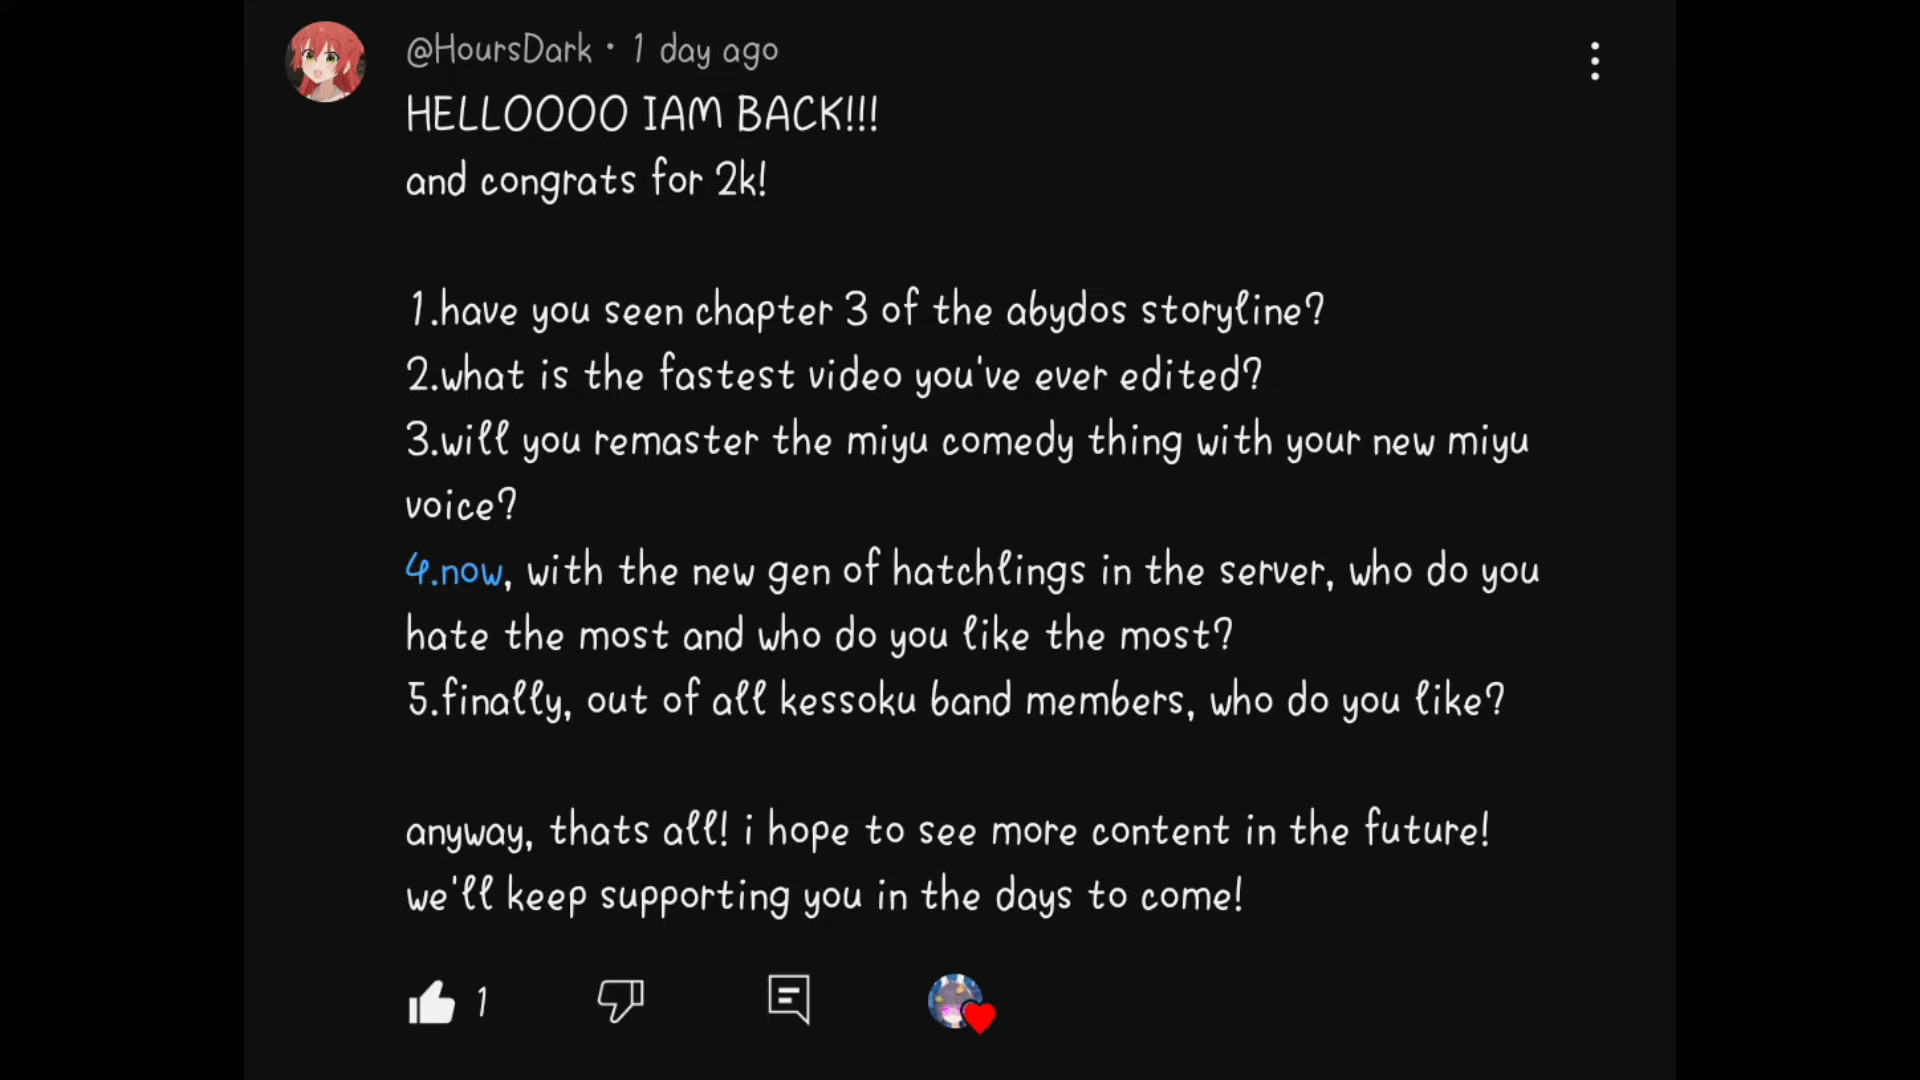 @HoursDark · 1 day ago
HELLOOOO IAM BACK!!!
and congrats for 2k!
1.have you seen chapter 3 of the abydos storyline?
2.what is the fastest video you've ever edited?
3.will you remaster the miyu comedy thing with your new miyu
voice?
4.now, with the new gen of hatchlings in the server, who do you
hate the most and who do you like the most?
5.finally, out of all kessoku band members, who do you like?
anyway, thats all! i hope to see more content in the future!
we'll keep supporting you in the days to come!
1